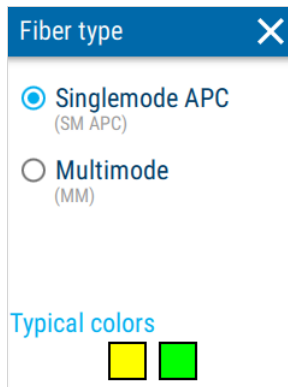 Fiber type
Singlemode APC
(SM APC)
Multimode
(MM)
Typical colors